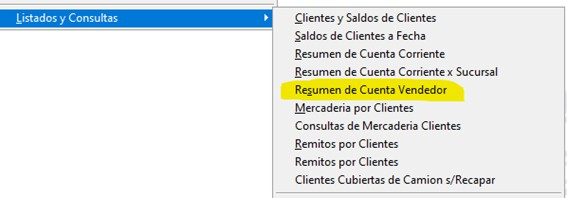 Listados y Consultas
Clientes y Saldos de Clientes
Saldos de Clientes a Fecha
Resumen de Cuenta Corriente
Resumen de Cuenta Corriente x Sucursal
Resumen de Cuenta Vendedor
Mercaderia por Clientes
Consultas de Mercaderia Clientes
Remitos por Clientes
Remitos por Clientes
Clientes Cubiertas de Camion s/Recapar